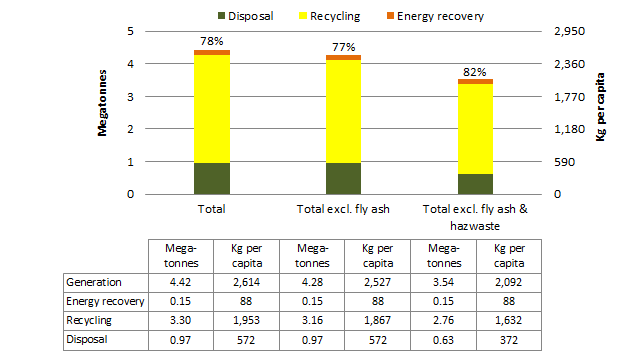 Disposal Recycling Energy recovery
5 2,950
78% 77%
4 2,360
82%
Megatonnes
3 1,770
Kg per capita
2 1,180
1 590
0 0
Total Total excl. fly ash Total excl. fly ash &
hazwaste
Mega- Kg per Mega- Kg per Mega- Kg per
tonnes capita tonnes capita tonnes capita
Generation 4.42 2,614 4.28 2,527 3.54 2,092
Energy recovery 0.15 88 0.15 88 0.15 88
Recycling 3.30 1,953 3.16 1,867 2.76 1,632
Disposal 0.97 572 0.97 572 0.63 372